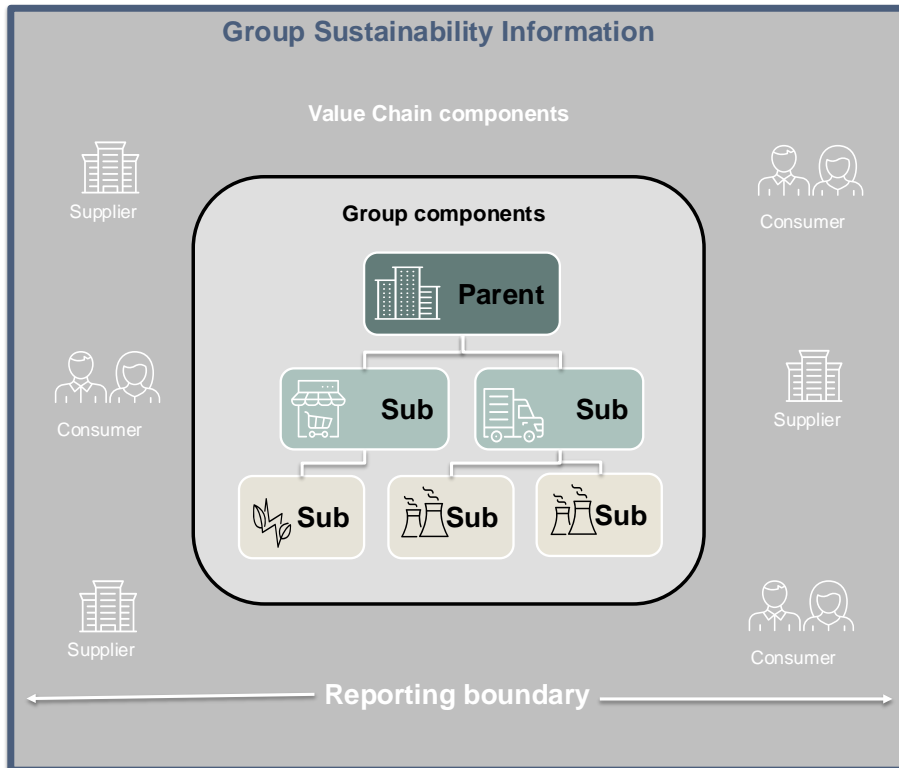 Group Sustainability Information
Value Chain components
Supplier
Consumer
Group components
Parent
Consumer
Sub
Sub
Supplier
Sub
Sub
Sub
Supplier
Consumer
Reporting boundary